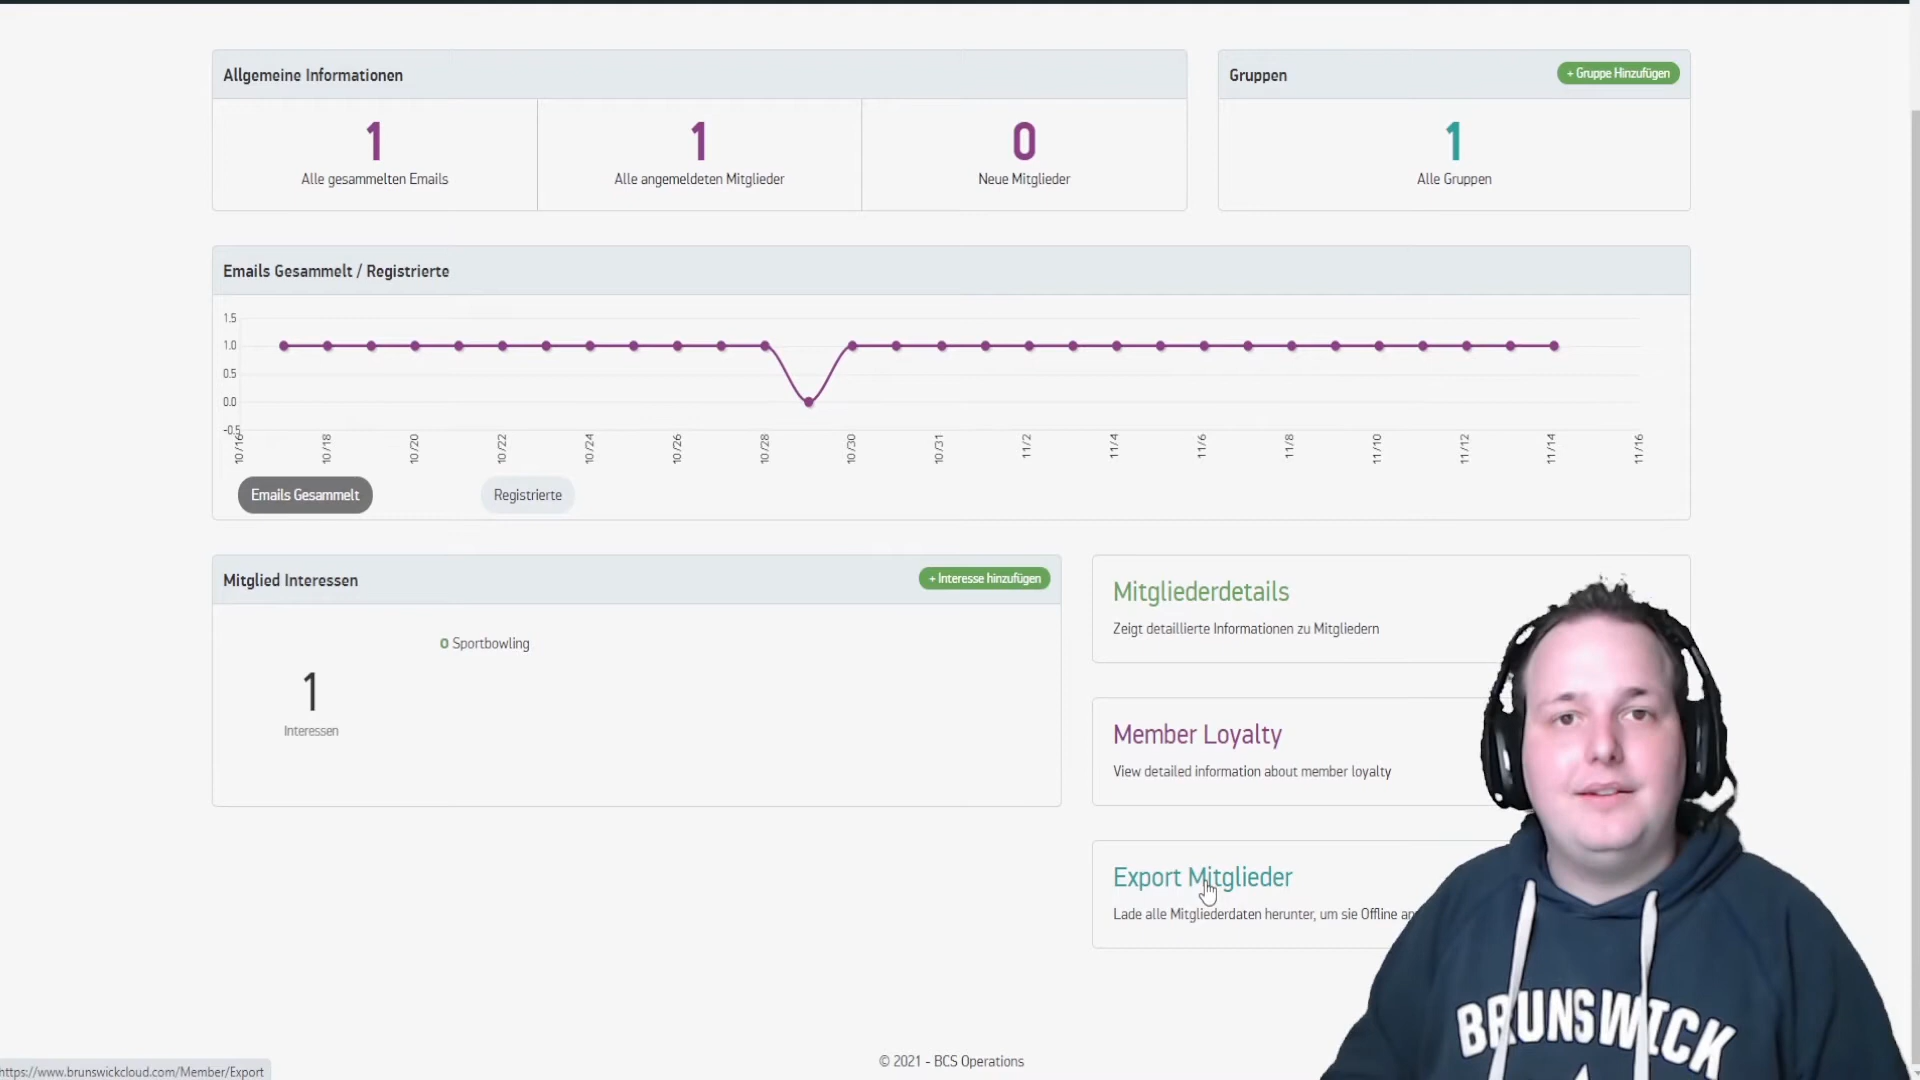 Allgemeine Informationen
1
Alle gesammelten Emails
1
Alle angemeldeten Mitglieder
0
Neue Mitglieder
Gruppen
+ Gruppe Hinzufügen
1
Alle Gruppen
Emails Gesammelt / Registrierte
1.5
1.0
0.5
0.0
-0.5
10/16
10/18
10/20
10/22
10/24
10/26
10/28
10/30
10/31
11/2
11/4
11/6
11/8
11/10
11/12
11/14
11/16
Emails Gesammelt
Registrierte
Mitglied Interessen
+ Interesse hinzufügen
0 Sportbowling
1
Interessen
Mitgliederdetails
Zeigt detaillierte Informationen zu Mitgliedern
Member Loyalty
View detailed information about member loyalty
Export Mitglieder
Lade alle Mitgliederdaten herunter, um sie Offline
BRUNSWICK
© 2021 - BCS Operations
https://www.brunswickcloud.com/Member/Export